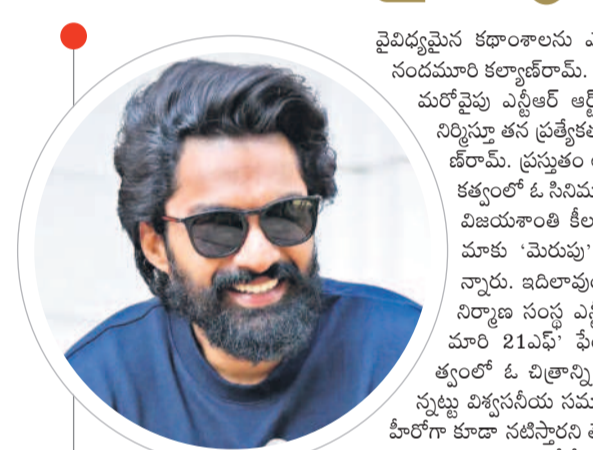 వైవిధ్యమైన కథాంశాలను
నందమూరి కల్యాణ్‌రామ్.
మరోవైపు ఎన్టీఆర్ ఆర్ట్
నిర్మిస్తూ తన ప్రత్యేకత
ణ్‌రామ్. ప్రస్తుతం
కత్వంలో ఓ సినిమ
విజయశాంతి కీల
మాకు ‘మెరుపు’
న్నారు. ఇదిలావుం
నిర్మాణ సంస్థ ఎన్టీ
మారి 21ఎఫ్’ ఫే
త్వంలో ఓ చిత్రాన్ని
న్నట్టు విశ్వసనీయ సమ
హీరోగా కూడా నటిస్తారని